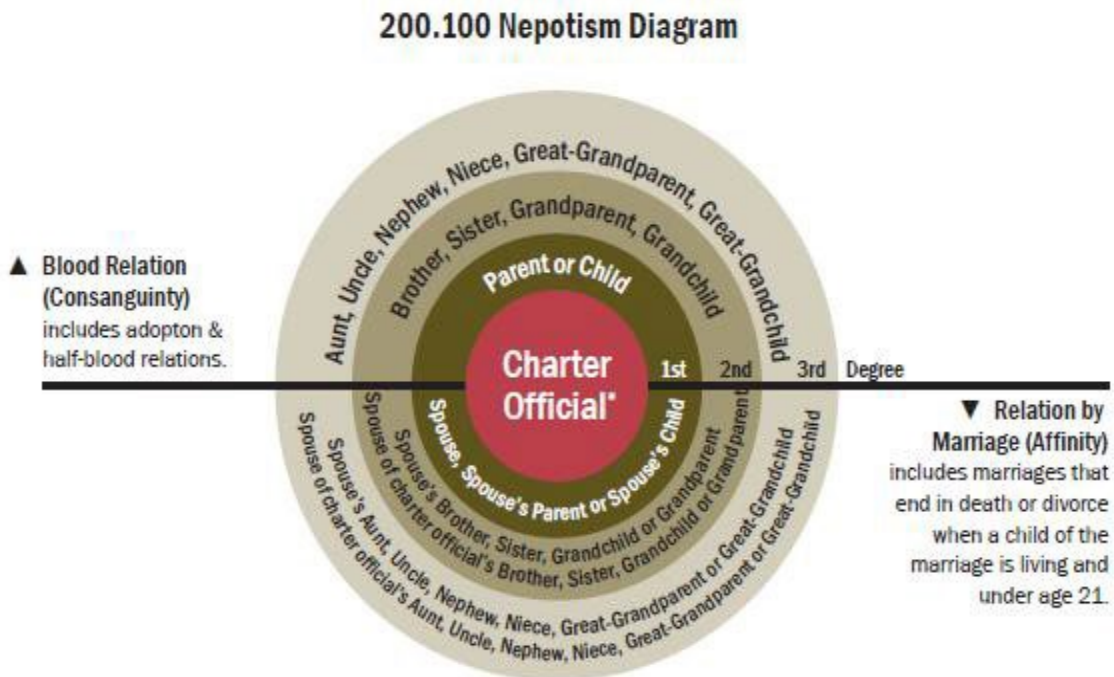 200.100 Nepotism Diagram
Aunt, Uncle, Nephew, Niece, Great-Grandparent, Great-Grandchild
Brother, Sister, Grandparent, Grandchild
Parent or Child
▲ Blood Relation
(Consanguinty)
includes adopton &
half-blood relations.
Charter
Official*
1st 2nd 3rd Degree
Spouse, Spouse's Parent or Spouse's Child
Spouse's Brother, Sister, Grandchild or Grandparent
Spouse of charter official's Brother, Sister, Grandchild or Grandparent
Spouse's Aunt, Uncle, Nephew, Niece, Great-Grandparent or Great-Grandchild
Spouse of charter official's Aunt, Uncle, Nephew, Niece, Great-Grandparent or Great-Grandchild
▼ Relation by
Marriage (Affinity)
includes marriages that
end in death or divorce
when a child of the
marriage is living and
under age 21.